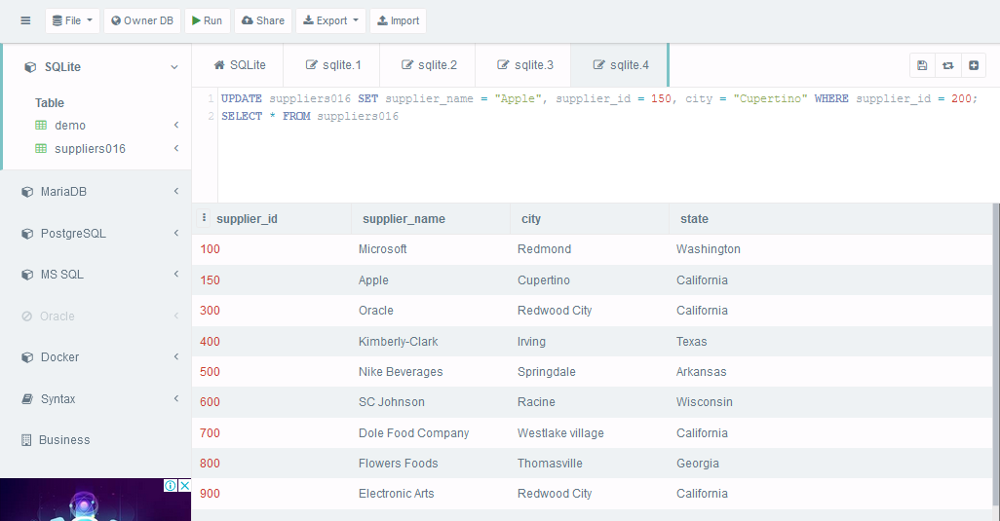 File Owner DB Run Share Export Import
SQLite
Table
demo
suppliers016
MariaDB
PostgreSQL
MS SQL
Oracle
Docker
Syntax
Business
SQLite sqlite.1 sqlite.2 sqlite.3 sqlite.4
1 UPDATE suppliers016 SET supplier_name = "Apple", supplier_id = 150, city = "Cupertino" WHERE supplier_id = 200;
2 SELECT * FROM suppliers016
supplier_id supplier_name city state
100 Microsoft Redmond Washington
150 Apple Cupertino California
300 Oracle Redwood City California
400 Kimberly-Clark Irving Texas
500 Nike Beverages Springdale Arkansas
600 SC Johnson Racine Wisconsin
700 Dole Food Company Westlake village California
800 Flowers Foods Thomasville Georgia
900 Electronic Arts Redwood City California